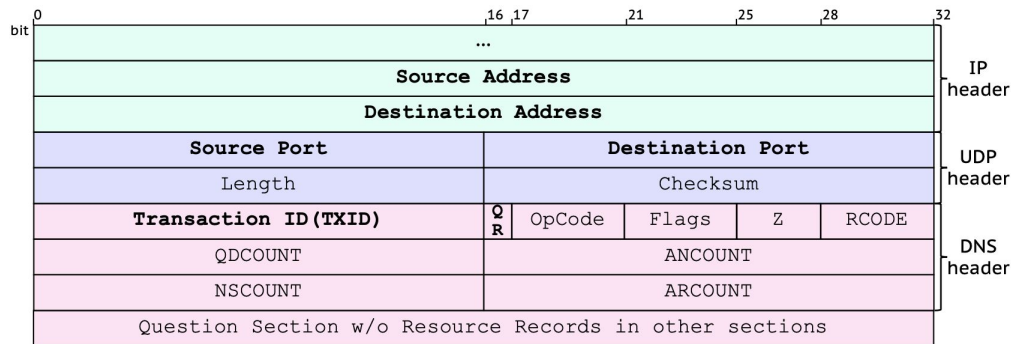 0 16 17 21 25 28 32
bit
...
Source Address
IP
header
Destination Address
Source Port Destination Port
UDP
header
Length Checksum
Transaction ID(TXID) QR OpCode Flags Z RCODE
QDCOUNT ANCOUNT
DNS
header
NSCOUNT ARCOUNT
Question Section w/o Resource Records in other sections